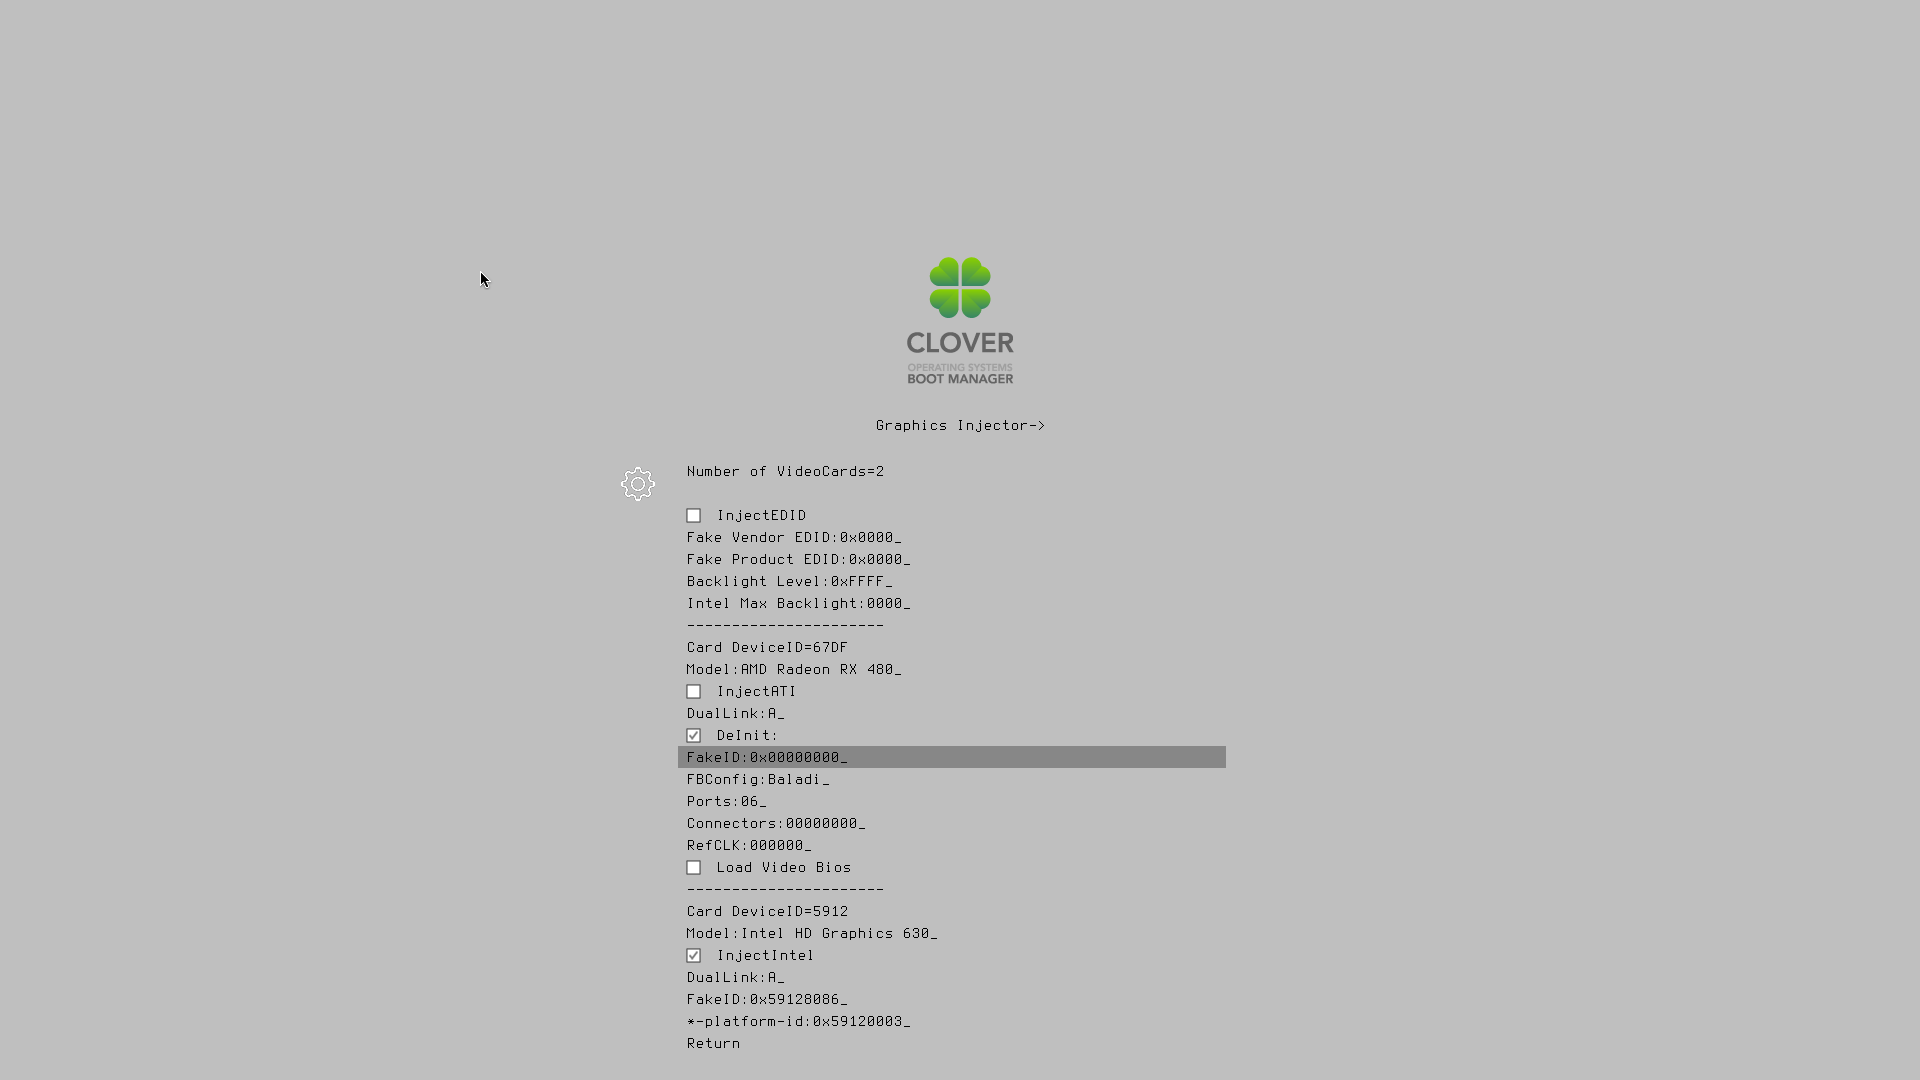 CLOVER
OPERATING SYSTEMS
BOOT MANAGER
Graphics Injector->
Number of VideoCards=2
InjectEDID
Fake Vendor EDID:0x0000_
Fake Product EDID:0x0000_
Backlight Level:0xFFFF_
Intel Max Backlight:0000_
----------------------
Card DeviceID=67DF
Model:AMD Radeon RX 480_
InjectATI
DualLink:A_
DeInit:
FakeID:0x00000000_
FBConfig:Baladi_
Ports:06_
Connectors:00000000_
RefCLK:000000_
Load Video Bios
----------------------
Card DeviceID=5912
Model:Intel HD Graphics 630_
InjectIntel
DualLink:A_
FakeID:0x59128086_
*-platform-id:0x59120003_
Return